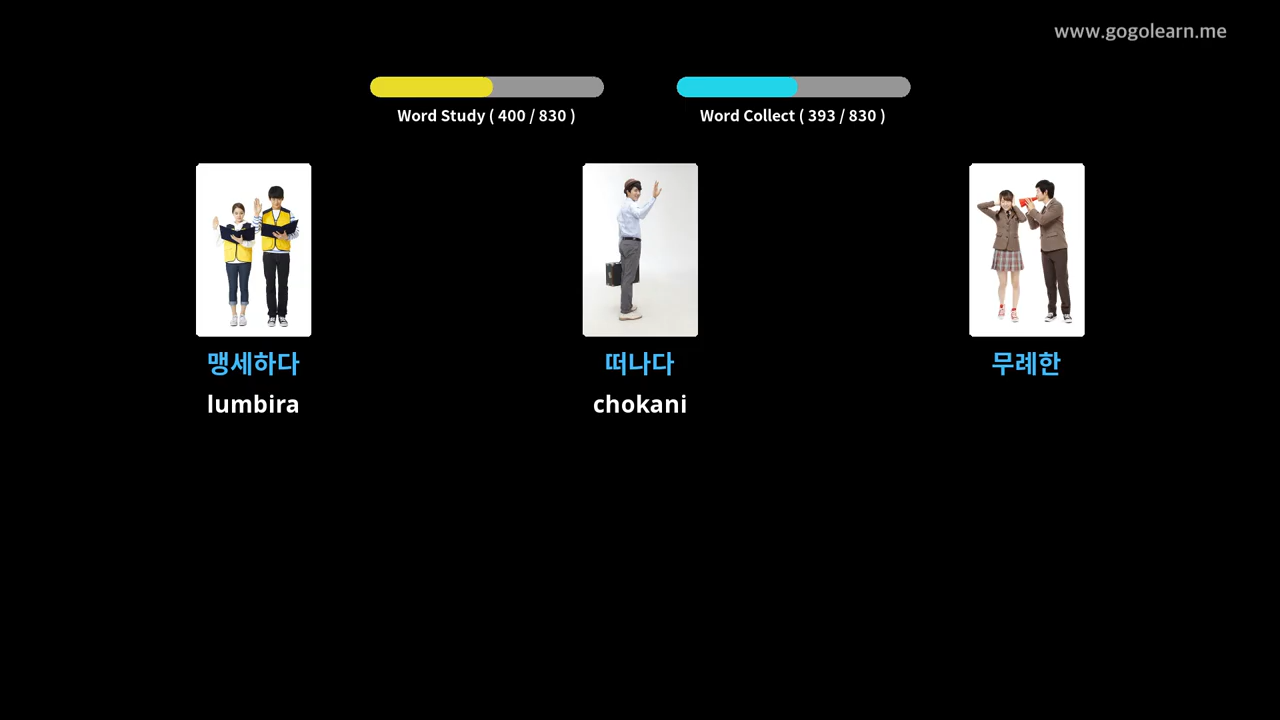 www.gogolearn.me
Word Study ( 400 / 830 )
Word Collect ( 393 / 830 )
맹세하다
떠나다
무례한
lumbira
chokani